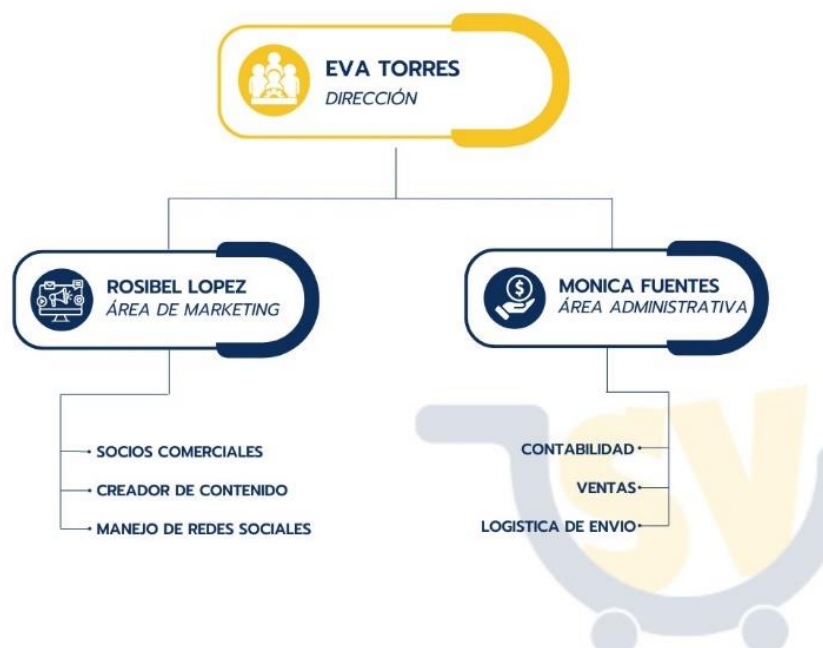 EVA TORRES
DIRECCIÓN
ROSIBEL LOPEZ
ÁREA DE MARKETING
MONICA FUENTES
ÁREA ADMINISTRATIVA
SOCIOS COMERCIALES
CREADOR DE CONTENIDO
MANEJO DE REDES SOCIALES
CONTABILIDAD
VENTAS
LOGISTICA DE ENVIO
SV